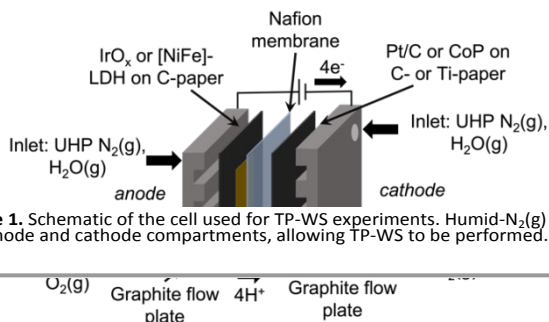 Nafion
membrane
IrOx or [NiFe]-
LDH on C-paper
Pt/C or CoP on
C- or Ti-paper
4e-
Inlet: UHP N2(g),
H2O(g)
Inlet: UHP N2(g),
H2O(g)
anode
cathode
1. Schematic of the cell used for TP-WS experiments. Humid-N2(g)
and cathode compartments, allowing TP-WS to be performed.
O2(g)
Graphite flow
plate
4H+
Graphite flow
plate